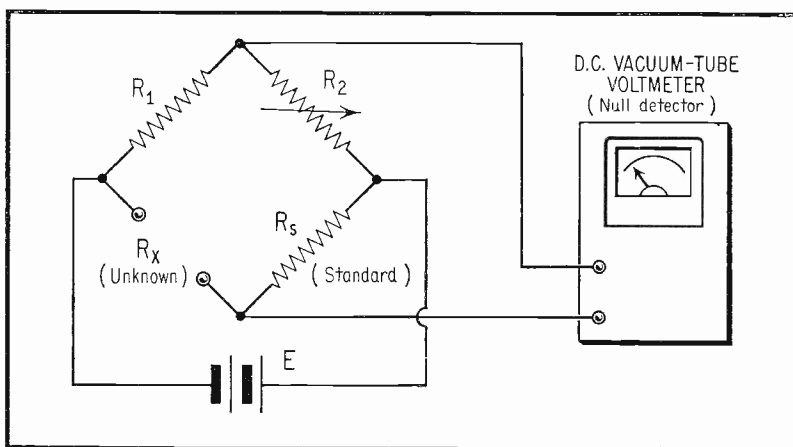 R1
R2
D.C. VACUUM-TUBE
VOLTMETER
(Null detector)
RX
(Unknown)
RS
(Standard)
E